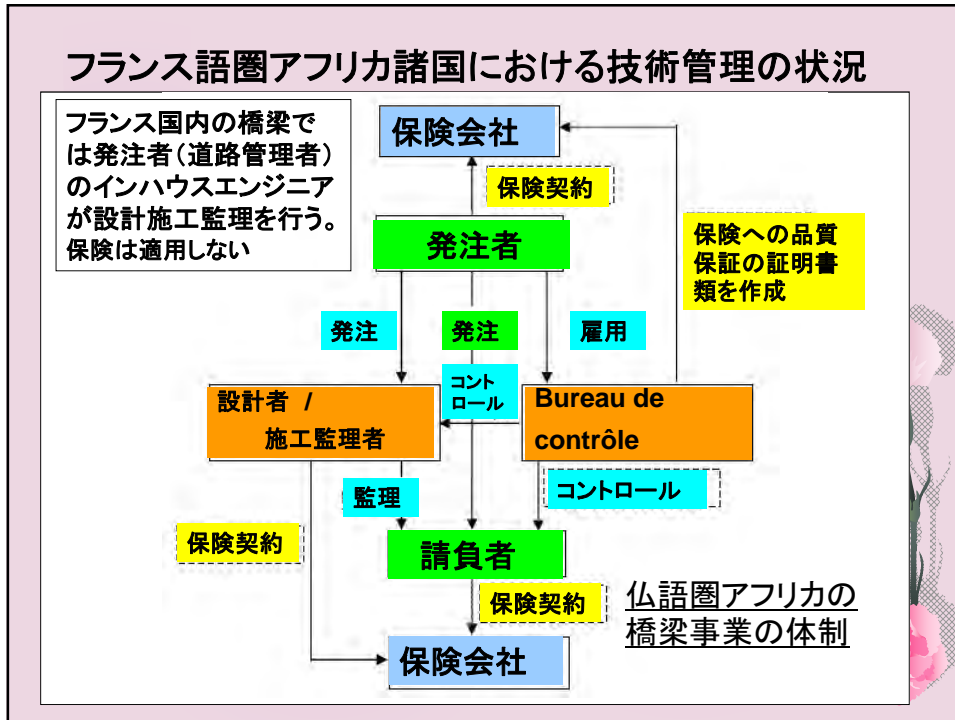 フランス語圏アフリカ諸国における技術管理の状況
フランス国内の橋梁で
は発注者(道路管理者)
のインハウスエンジニア
が設計施工監理を行う。
保険は適用しない
保険会社
保険契約
発注者
保険への品質
保証の証明書
類を作成
発注
発注
雇用
コント
ロール
設計者 /
施工監理者
Bureau de
contrôle
監理
コントロール
保険契約
請負者
保険契約
仏語圏アフリカの
橋梁事業の体制
保険会社